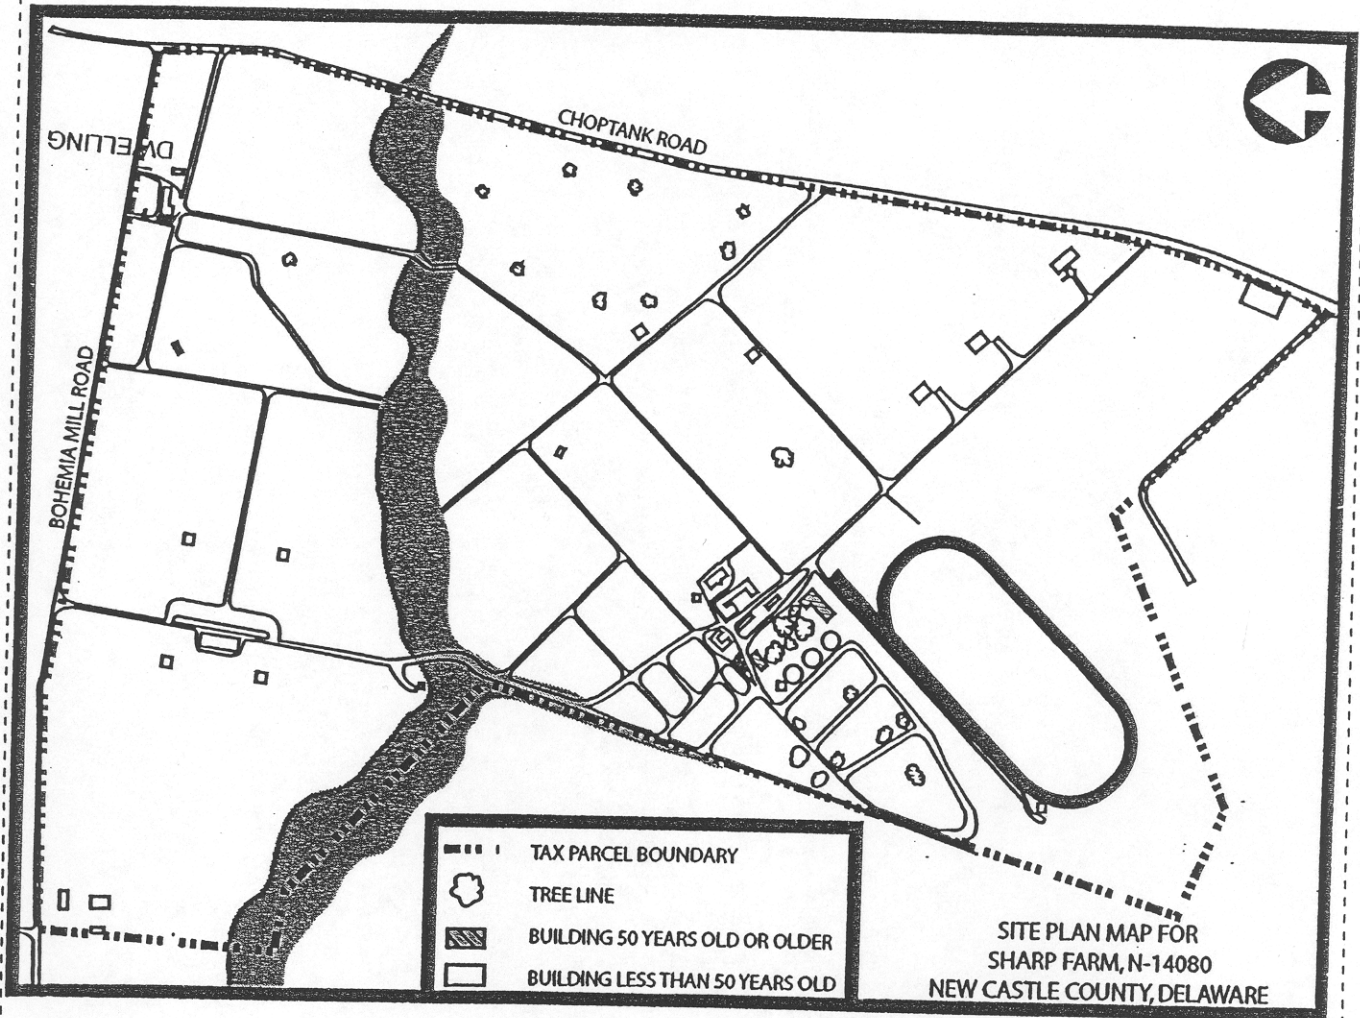 CHOPTANK ROAD
DWELLING
BOHEMIA MILL ROAD
TAX PARCEL BOUNDARY
TREE LINE
BUILDING 50 YEARS OLD OR OLDER
BUILDING LESS THAN 50 YEARS OLD
SITE PLAN MAP FOR
SHARP FARM, N-14080
NEW CASTLE COUNTY, DELAWARE